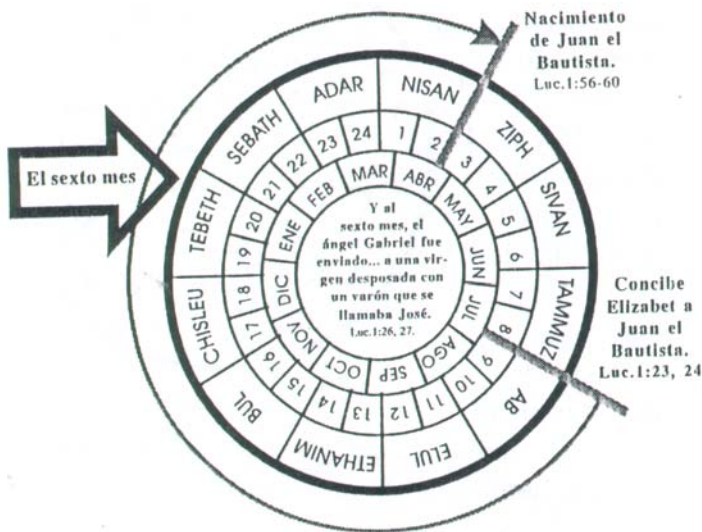 Nacimiento
de Juan el
Bautista.
Luc.1:56-60
El sexto mes
Concibe
Elizabet a
Juan el
Bautista.
Luc.1:23, 24
NISAN
ZIPH
SIVAN
TAMMUZ
AB
ELUL
ETHANIM
BUL
CHISLEU
TEBETH
SEBATH
ADAR
1
2
3
4
5
6
7
8
9
10
11
12
13
14
15
16
17
18
19
20
21
22
23
24
ABR
MAY
JUN
JUL
AGO
SEP
OCT
NOV
DIC
ENE
FEB
MAR
Y al
sexto mes, el
ángel Gabriel fue
enviado... a una vir-
gen desposada con
un varón que se
llamaba José.
Luc.1:26, 27.